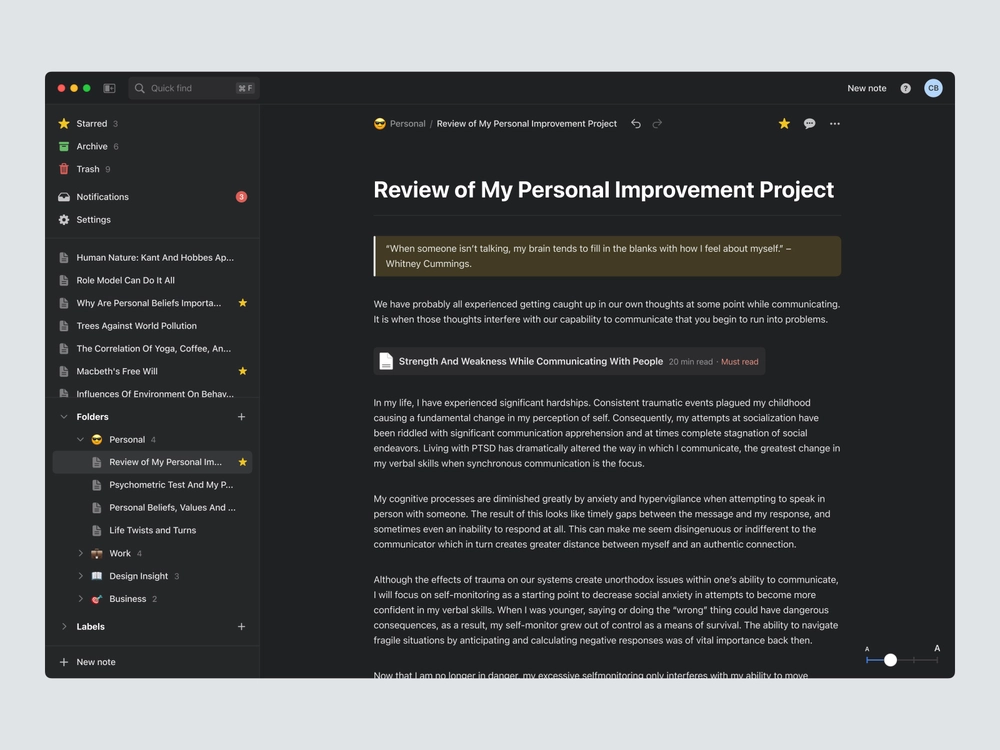 Quick find ⌘ F
New note ? CB
Starred 3
Archive 6
Trash 9
Notifications 3
Settings
Human Nature: Kant And Hobbes Ap...
Role Model Can Do It All
Why Are Personal Beliefs Importa...
Trees Against World Pollution
The Correlation Of Yoga, Coffee, An...
Macbeth's Free Will
Influences Of Environment On Behav...
Folders
Personal 4
Review of My Personal Im...
Psychometric Test And My P...
Personal Beliefs, Values And ...
Life Twists and Turns
Work 4
Design Insight 3
Business 2
Labels
New note
Personal / Review of My Personal Improvement Project
Review of My Personal Improvement Project
“When someone isn't talking, my brain tends to fill in the blanks with how I feel about myself.” –
Whitney Cummings.
We have probably all experienced getting caught up in our own thoughts at some point while communicating.
It is when those thoughts interfere with our capability to communicate that you begin to run into problems.
Strength And Weakness While Communicating With People 20 min read · Must read
In my life, I have experienced significant hardships. Consistent traumatic events plagued my childhood
causing a fundamental change in my perception of self. Consequently, my attempts at socialization have
been riddled with significant communication apprehension and at times complete stagnation of social
endeavors. Living with PTSD has dramatically altered the way in which I communicate, the greatest change in
my verbal skills when synchronous communication is the focus.
My cognitive processes are diminished greatly by anxiety and hypervigilance when attempting to speak in
person with someone. The result of this looks like timely gaps between the message and my response, and
sometimes even an inability to respond at all. This can make me seem disingenuous or indifferent to the
communicator which in turn creates greater distance between myself and an authentic connection.
Although the effects of trauma on our systems create unorthodox issues within one's ability to communicate,
I will focus on self-monitoring as a starting point to decrease social anxiety in attempts to become more
confident in my verbal skills. When I was younger, saying or doing the “wrong” thing could have dangerous
consequences, as a result, my self-monitor grew out of control as a means of survival. The ability to navigate
fragile situations by anticipating and calculating negative responses was of vital importance back then.
Now that I am no longer in danger, my excessive selfmonitoring only interferes with my ability to move
A A